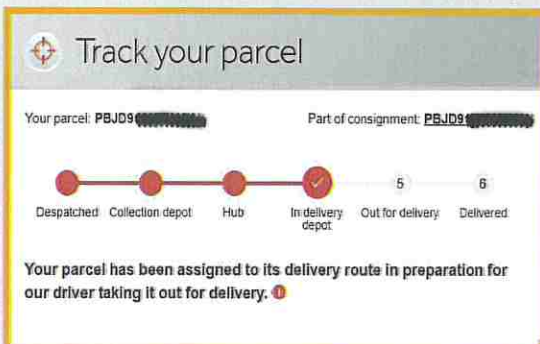 Track your parcel
Your parcel: PBJD9 Part of consignment: PBJD9
5 6
Despatched Collection depot Hub In delivery depot Out for delivery Delivered
Your parcel has been assigned to its delivery route in preparation for
our driver taking it out for delivery.